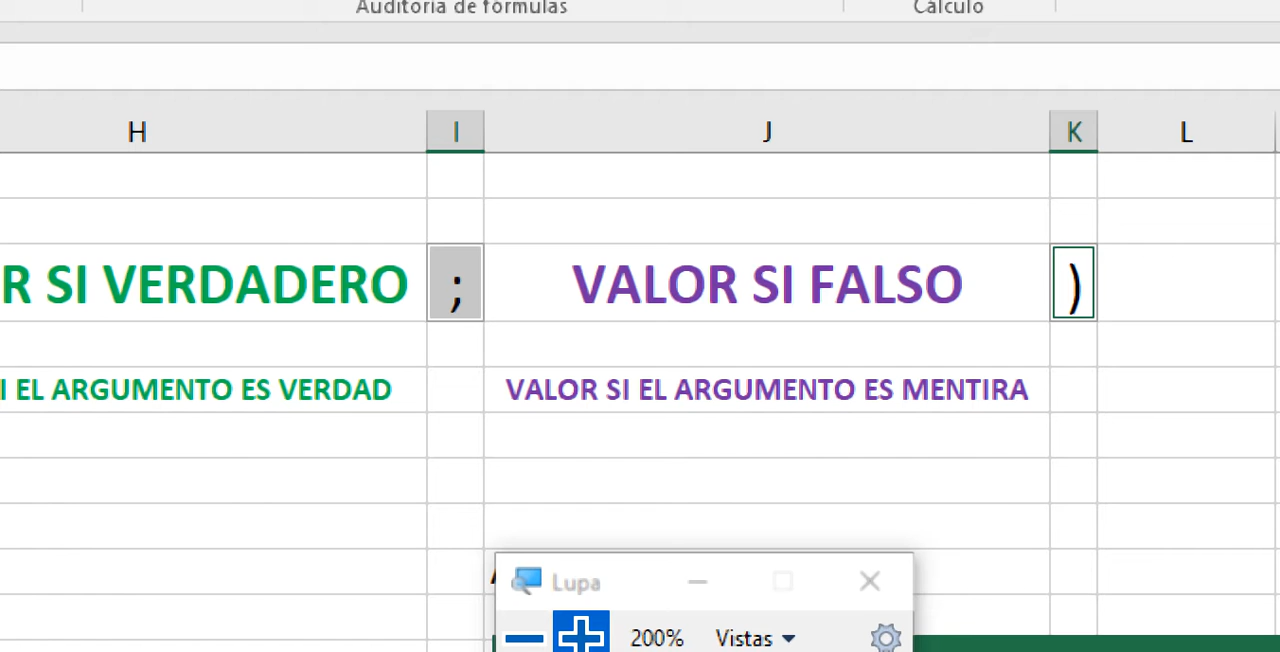 Auditoría de fórmulas Cálculo
H I J K L
R SI VERDADERO ; VALOR SI FALSO )
I EL ARGUMENTO ES VERDAD VALOR SI EL ARGUMENTO ES MENTIRA
Lupa
200% Vistas